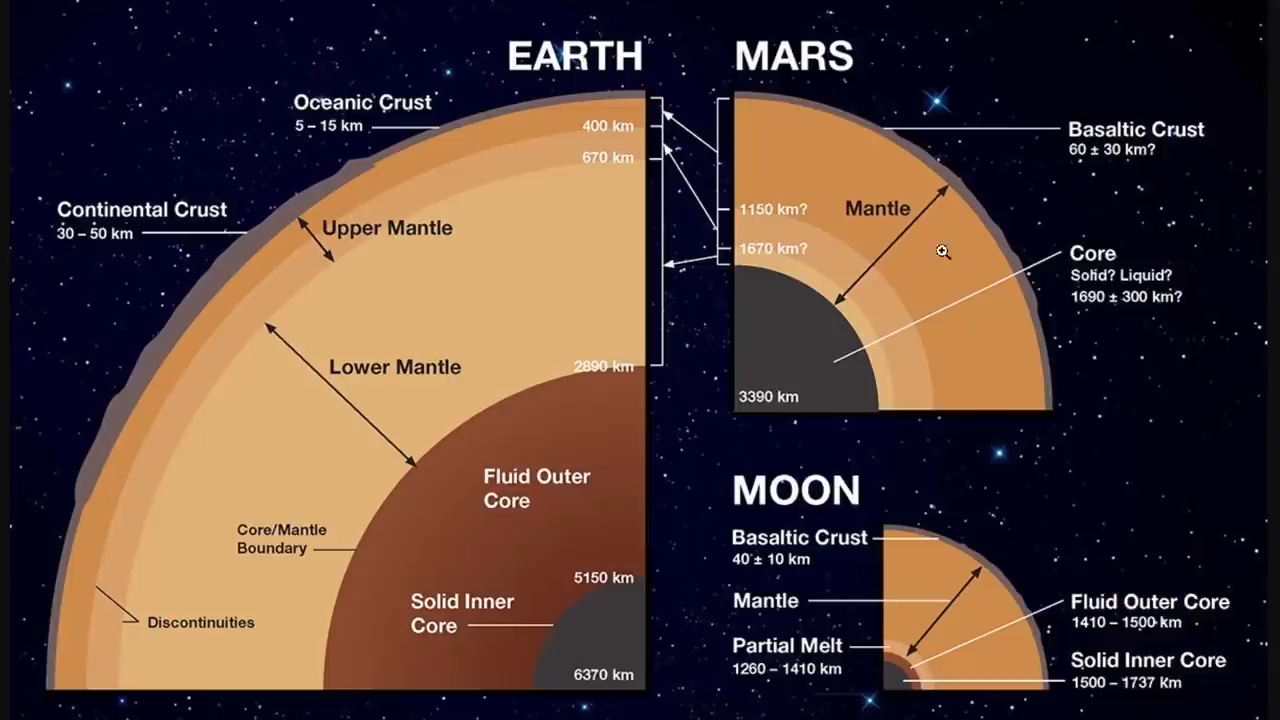 EARTH
Oceanic Crust
5 – 15 km
400 km
670 km
Continental Crust
30 – 50 km
Upper Mantle
Lower Mantle
2890 km
Fluid Outer
Core
Core/Mantle
Boundary
5150 km
Solid Inner
Core
Discontinuities
6370 km
MARS
Basaltic Crust
60 ± 30 km?
1150 km?
Mantle
1670 km?
Core
Solid? Liquid?
1690 ± 300 km?
3390 km
MOON
Basaltic Crust
40 ± 10 km
Mantle
Partial Melt
1260 – 1410 km
Fluid Outer Core
1410 – 1500 km
Solid Inner Core
1500 – 1737 km